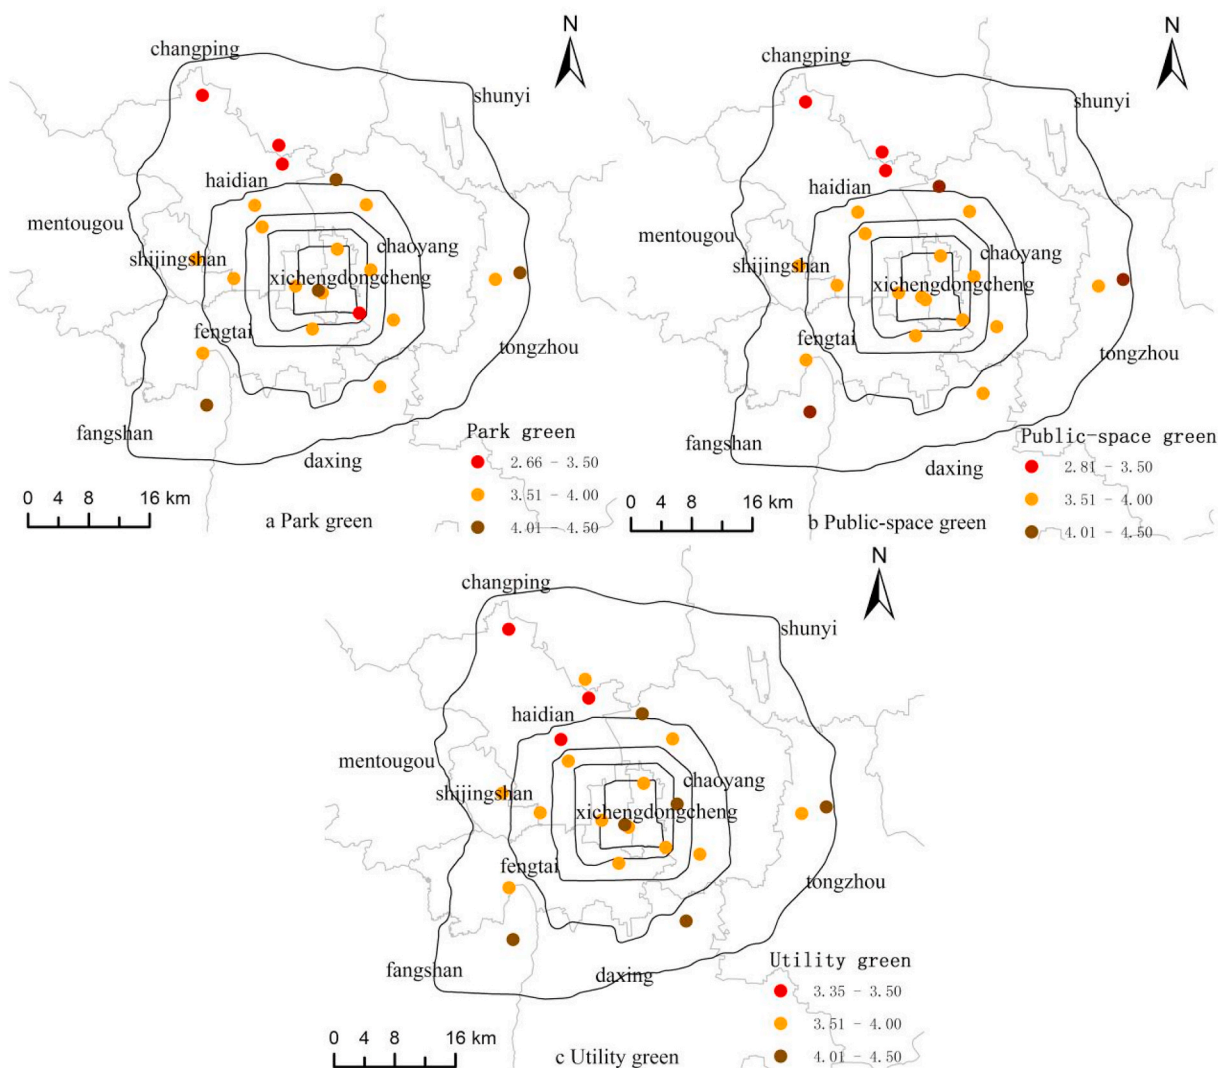 N
changping
shunyi
haidian
mentougou
chaoyang
shijingshan
xichengdongcheng
fengtai
tongzhou
fangshan
daxing
Park green
2.66 - 3.50
3.51 - 4.00
4.01 - 4.50
0 4 8 16 km
a Park green
N
changping
shunyi
haidian
mentougou
chaoyang
shijingshan
xichengdongcheng
fengtai
tongzhou
fangshan
daxing
Public-space green
2.81 - 3.50
3.51 - 4.00
4.01 - 4.50
0 4 8 16 km
b Public-space green
N
changping
shunyi
haidian
mentougou
chaoyang
shijingshan
xichengdongcheng
fengtai
tongzhou
fangshan
daxing
Utility green
3.35 - 3.50
3.51 - 4.00
4.01 - 4.50
0 4 8 16 km
c Utility green